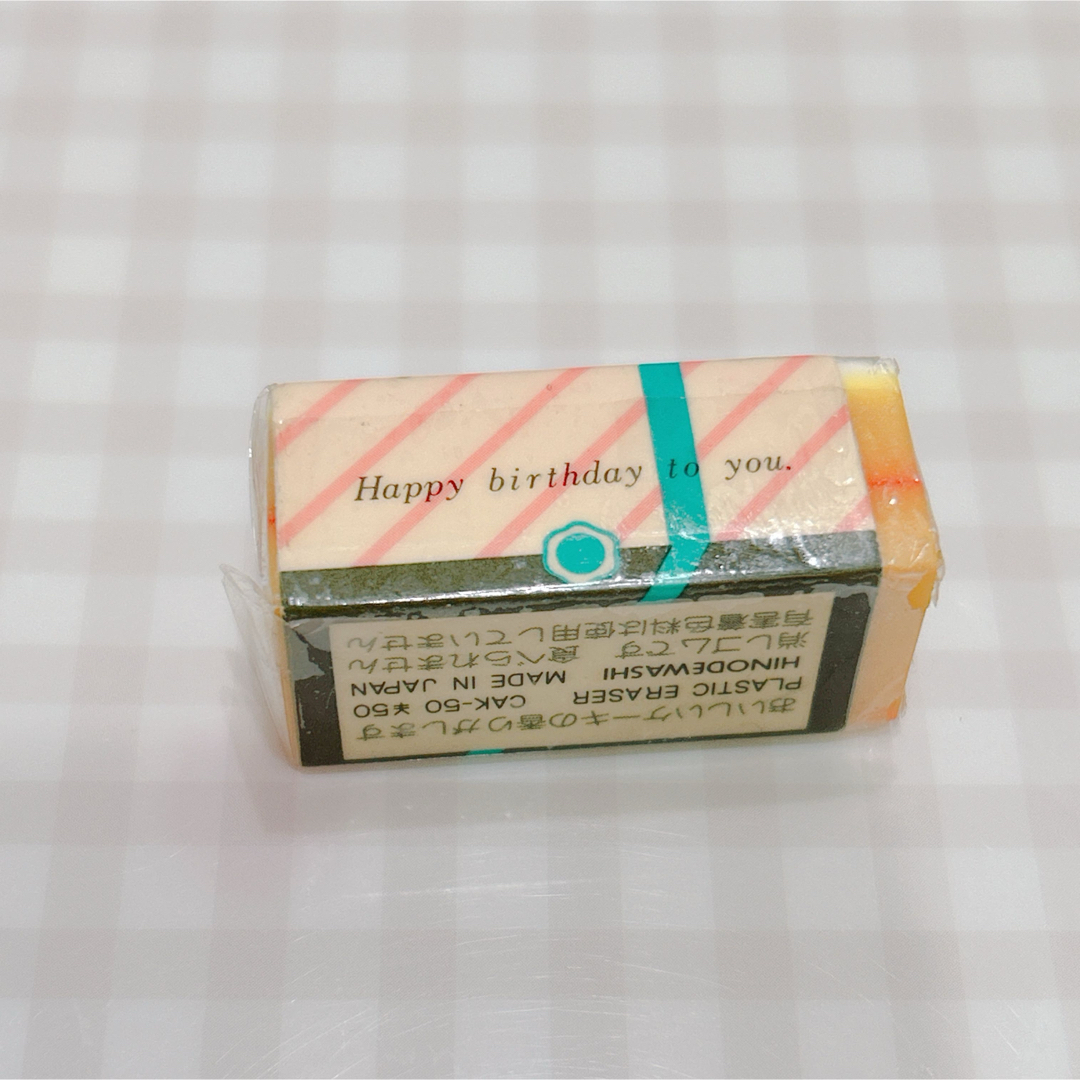 Happy birthday to you.
おいしいケーキの香りがします
PLASTIC ERASER CAK-50 ¥50
HINODEWASHI MADE IN JAPAN
消しゴムです 食べられません
有害着色料は使用していません